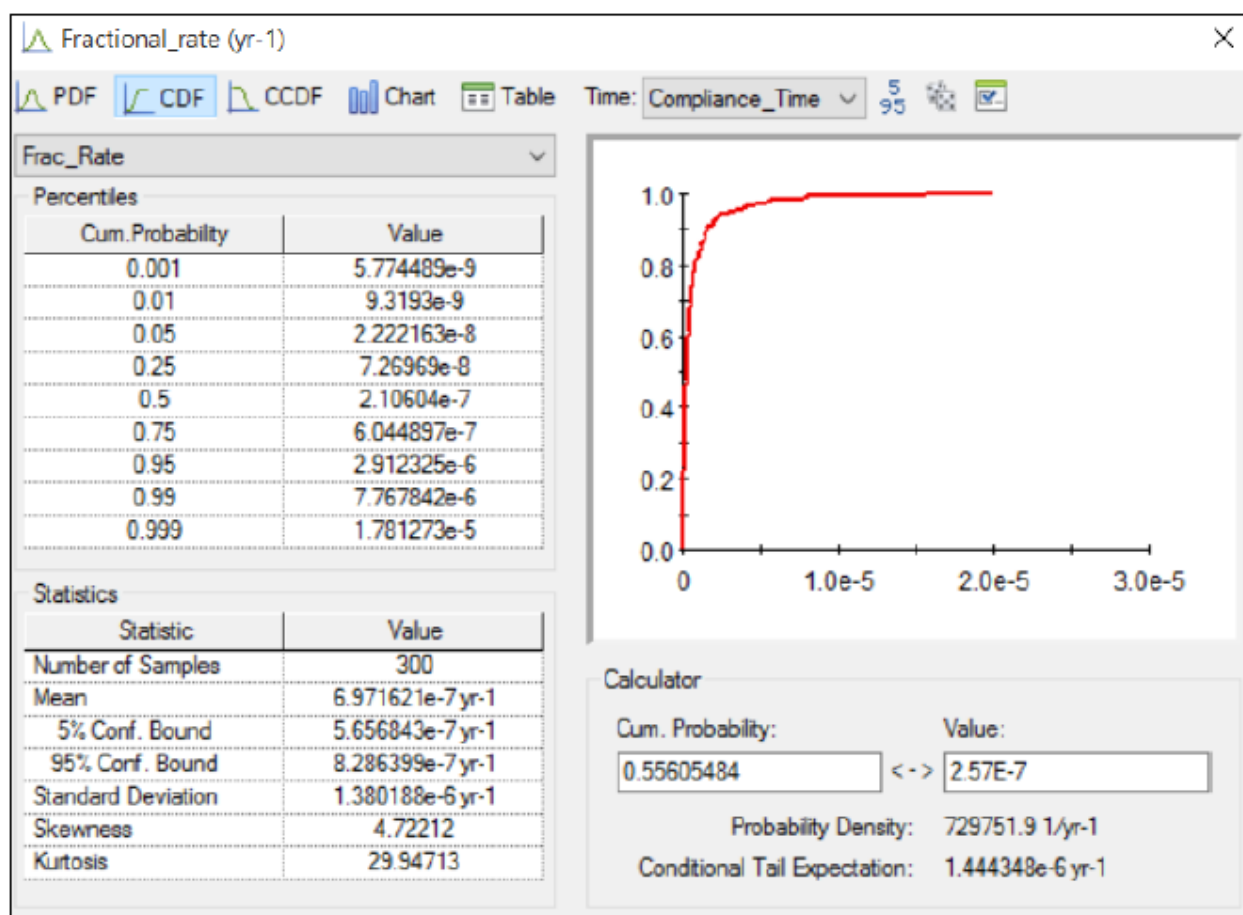 Fractional_rate (yr-1)
PDF CDF CCDF Chart Table Time: Compliance_Time 5 95
Frac_Rate
Percentiles
Cum.Probability Value
0.001 5.774489e-9
0.01 9.3193e-9
0.05 2.222163e-8
0.25 7.26969e-8
0.5 2.10604e-7
0.75 6.044897e-7
0.95 2.912325e-6
0.99 7.767842e-6
0.999 1.781273e-5
Statistics
Statistic Value
Number of Samples 300
Mean 6.971621e-7 yr-1
5% Conf. Bound 5.656843e-7 yr-1
95% Conf. Bound 8.286399e-7 yr-1
Standard Deviation 1.380188e-6 yr-1
Skewness 4.72212
Kurtosis 29.94713
1.0
0.8
0.6
0.4
0.2
0.0
0 1.0e-5 2.0e-5 3.0e-5
Calculator
Cum. Probability: Value:
0.55605484 <-> 2.57E-7
Probability Density: 729751.9 1/yr-1
Conditional Tail Expectation: 1.444348e-6 yr-1